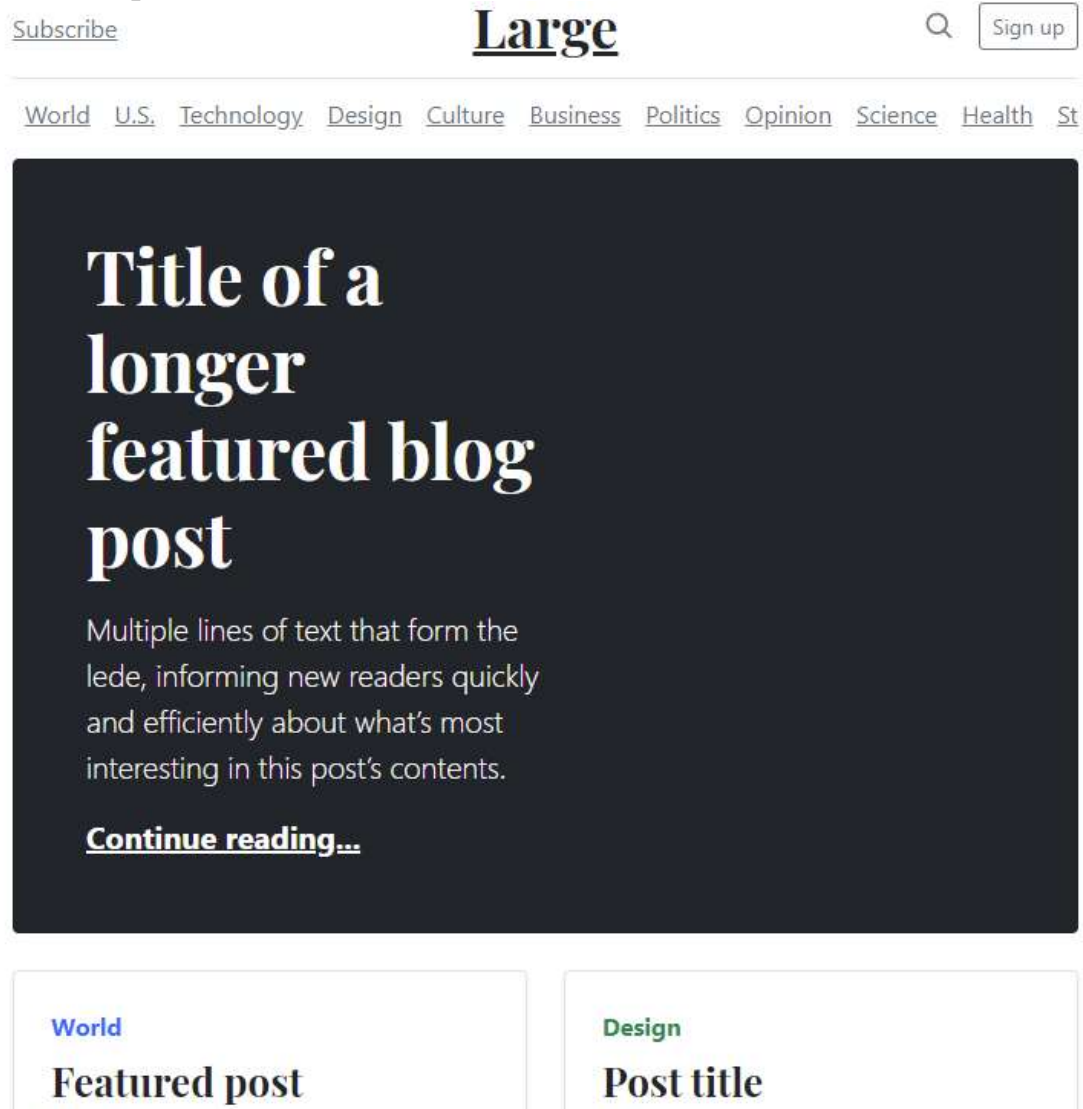 Subscribe Large Sign up
World U.S. Technology Design Culture Business Politics Opinion Science Health St
Title of a
longer
featured blog
post
Multiple lines of text that form the
lede, informing new readers quickly
and efficiently about what’s most
interesting in this post’s contents.
Continue reading...
World
Featured post
Design
Post title